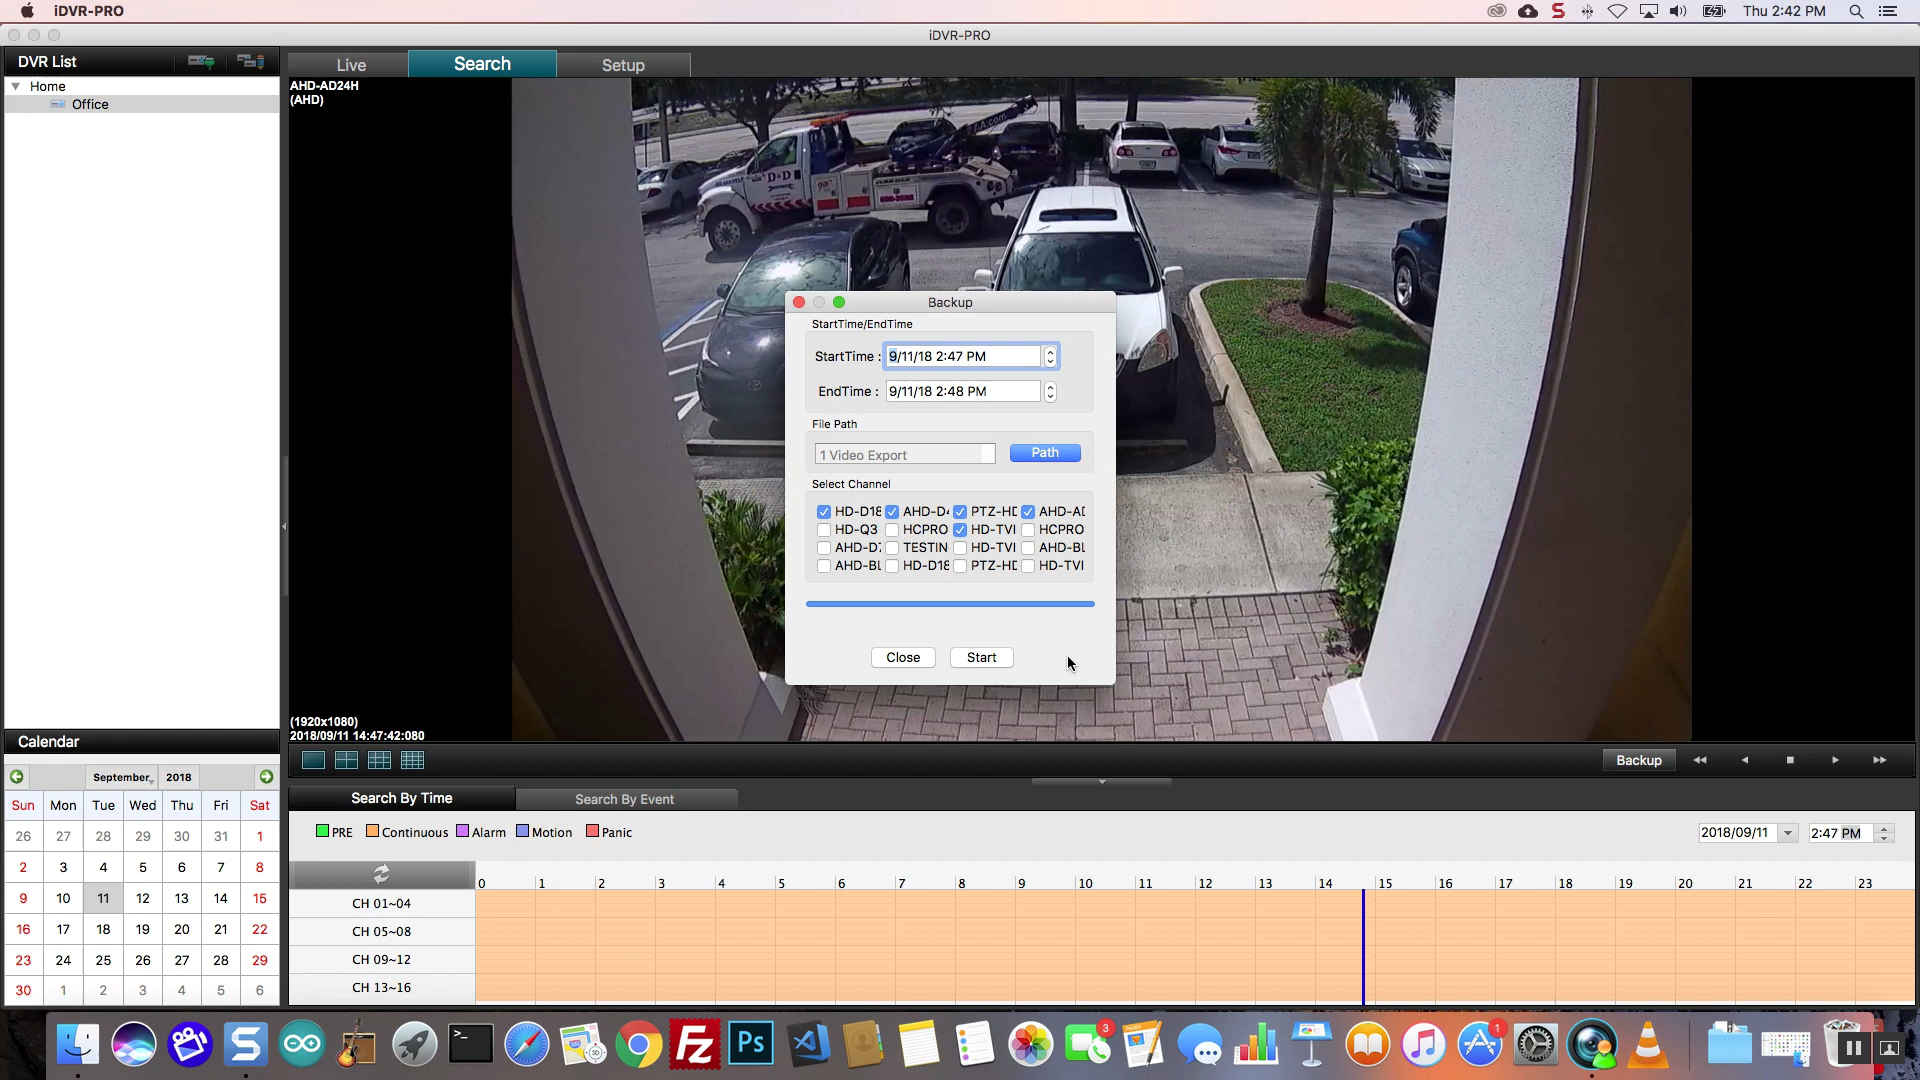 iDVR-PRO
Thu 2:42 PM
iDVR-PRO
DVR List
Live
Search
Setup
Home
Office
AHD-AD24H
(AHD)
D&D
Backup
StartTime/EndTime
StartTime : 9/11/18 2:47 PM
EndTime : 9/11/18 2:48 PM
File Path
1 Video Export
Path
Select Channel
HD-D18 AHD-D PTZ-HD AHD-AD
HD-Q3 HCPRO HD-TVI HCPRO
AHD-D7 TESTIN HD-TVI AHD-BL
AHD-BL HD-D18 PTZ-HD HD-TVI
Close
Start
(1920x1080)
2018/09/11 14:47:42:080
Backup
Calendar
September 2018
Sun Mon Tue Wed Thu Fri Sat
26 27 28 29 30 31 1
2 3 4 5 6 7 8
9 10 11 12 13 14 15
16 17 18 19 20 21 22
23 24 25 26 27 28 29
30 1 2 3 4 5 6
Search By Time
Search By Event
PRE Continuous Alarm Motion Panic
2018/09/11
2:47 PM
0 1 2 3 4 5 6 7 8 9 10 11 12 13 14 15 16 17 18 19 20 21 22 23
CH 01~04
CH 05~08
CH 09~12
CH 13~16
S
Fz
Ps
3
1